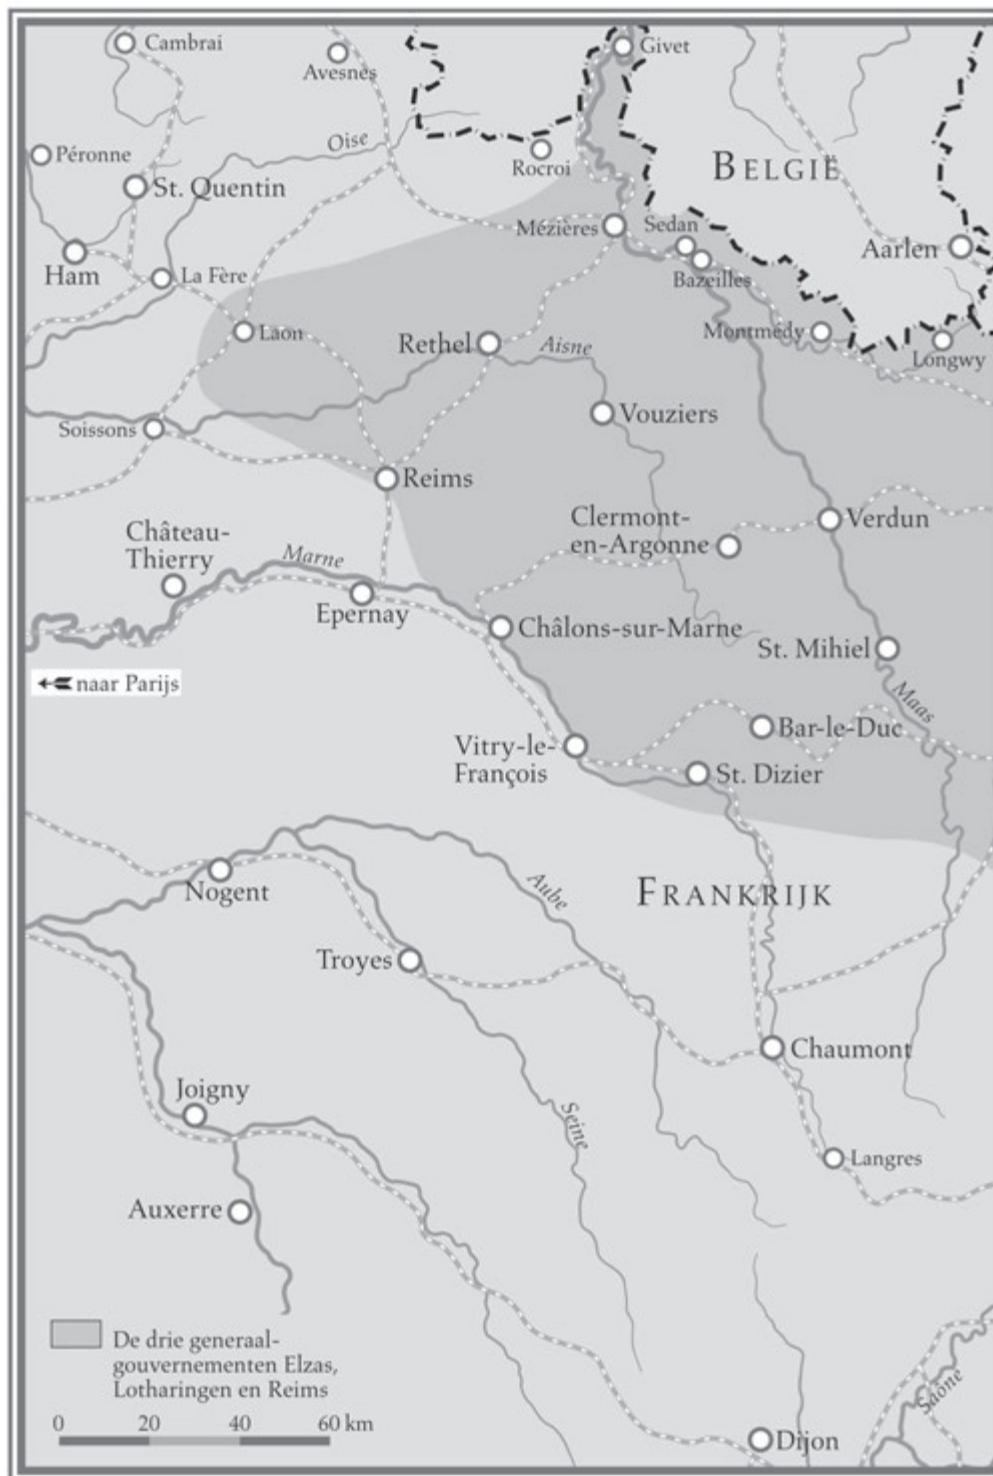 Cambrai
Avesnes
Givet
Oise
Péronne
Rocroi
BELGIË
St. Quentin
Mézières
Sedan
Aarlen
Ham
La Fère
Bazeilles
Laon
Rethel
Aisne
Montmédy
Longwy
Soissons
Vouziers
Reims
Château-
Thierry
Marne
Clermont-
en-Argonne
Verdun
Epernay
Châlons-sur-Marne
St. Mihiel
naar Parijs
Maas
Vitry-le-
François
Bar-le-Duc
St. Dizier
Nogent
Aube
FRANKRIJK
Troyes
Chaumont
Joigny
Seine
Langres
Auxerre
De drie generaal-
gouvernementen Elzas,
Lotharingen en Reims
0 20 40 60 km
Saône
Dijon